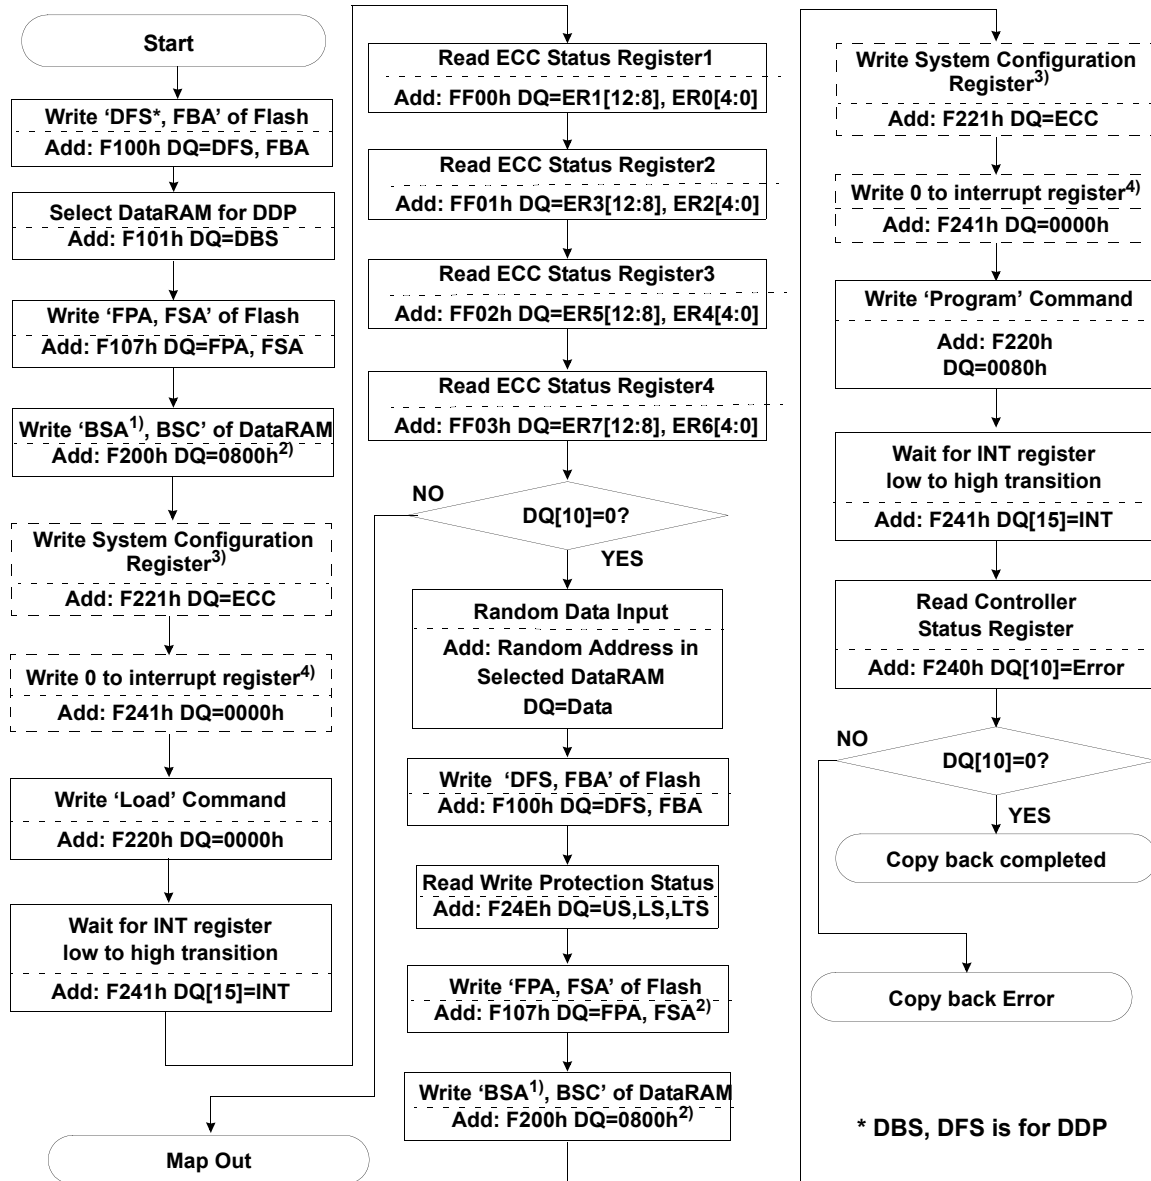 Start
Write ‘DFS*, FBA’ of Flash
Add: F100h DQ=DFS, FBA
Select DataRAM for DDP
Add: F101h DQ=DBS
Write ‘FPA, FSA’ of Flash
Add: F107h DQ=FPA, FSA
Write ‘BSA1), BSC’ of DataRAM
Add: F200h DQ=0800h2)
Write System Configuration
Register3)
Add: F221h DQ=ECC
Write 0 to interrupt register4)
Add: F241h DQ=0000h
Write ‘Load’ Command
Add: F220h DQ=0000h
Wait for INT register
low to high transition
Add: F241h DQ[15]=INT
Map Out
Read ECC Status Register1
Add: FF00h DQ=ER1[12:8], ER0[4:0]
Read ECC Status Register2
Add: FF01h DQ=ER3[12:8], ER2[4:0]
Read ECC Status Register3
Add: FF02h DQ=ER5[12:8], ER4[4:0]
Read ECC Status Register4
Add: FF03h DQ=ER7[12:8], ER6[4:0]
NO
DQ[10]=0?
YES
Random Data Input
Add: Random Address in
Selected DataRAM
DQ=Data
Write ‘DFS, FBA’ of Flash
Add: F100h DQ=DFS, FBA
Read Write Protection Status
Add: F24Eh DQ=US,LS,LTS
Write ‘FPA, FSA’ of Flash
Add: F107h DQ=FPA, FSA2)
Write ‘BSA1), BSC’ of DataRAM
Add: F200h DQ=0800h2)
Write System Configuration
Register3)
Add: F221h DQ=ECC
Write 0 to interrupt register4)
Add: F241h DQ=0000h
Write ‘Program’ Command
Add: F220h
DQ=0080h
Wait for INT register
low to high transition
Add: F241h DQ[15]=INT
Read Controller
Status Register
Add: F240h DQ[10]=Error
NO
DQ[10]=0?
YES
Copy back completed
Copy back Error
* DBS, DFS is for DDP